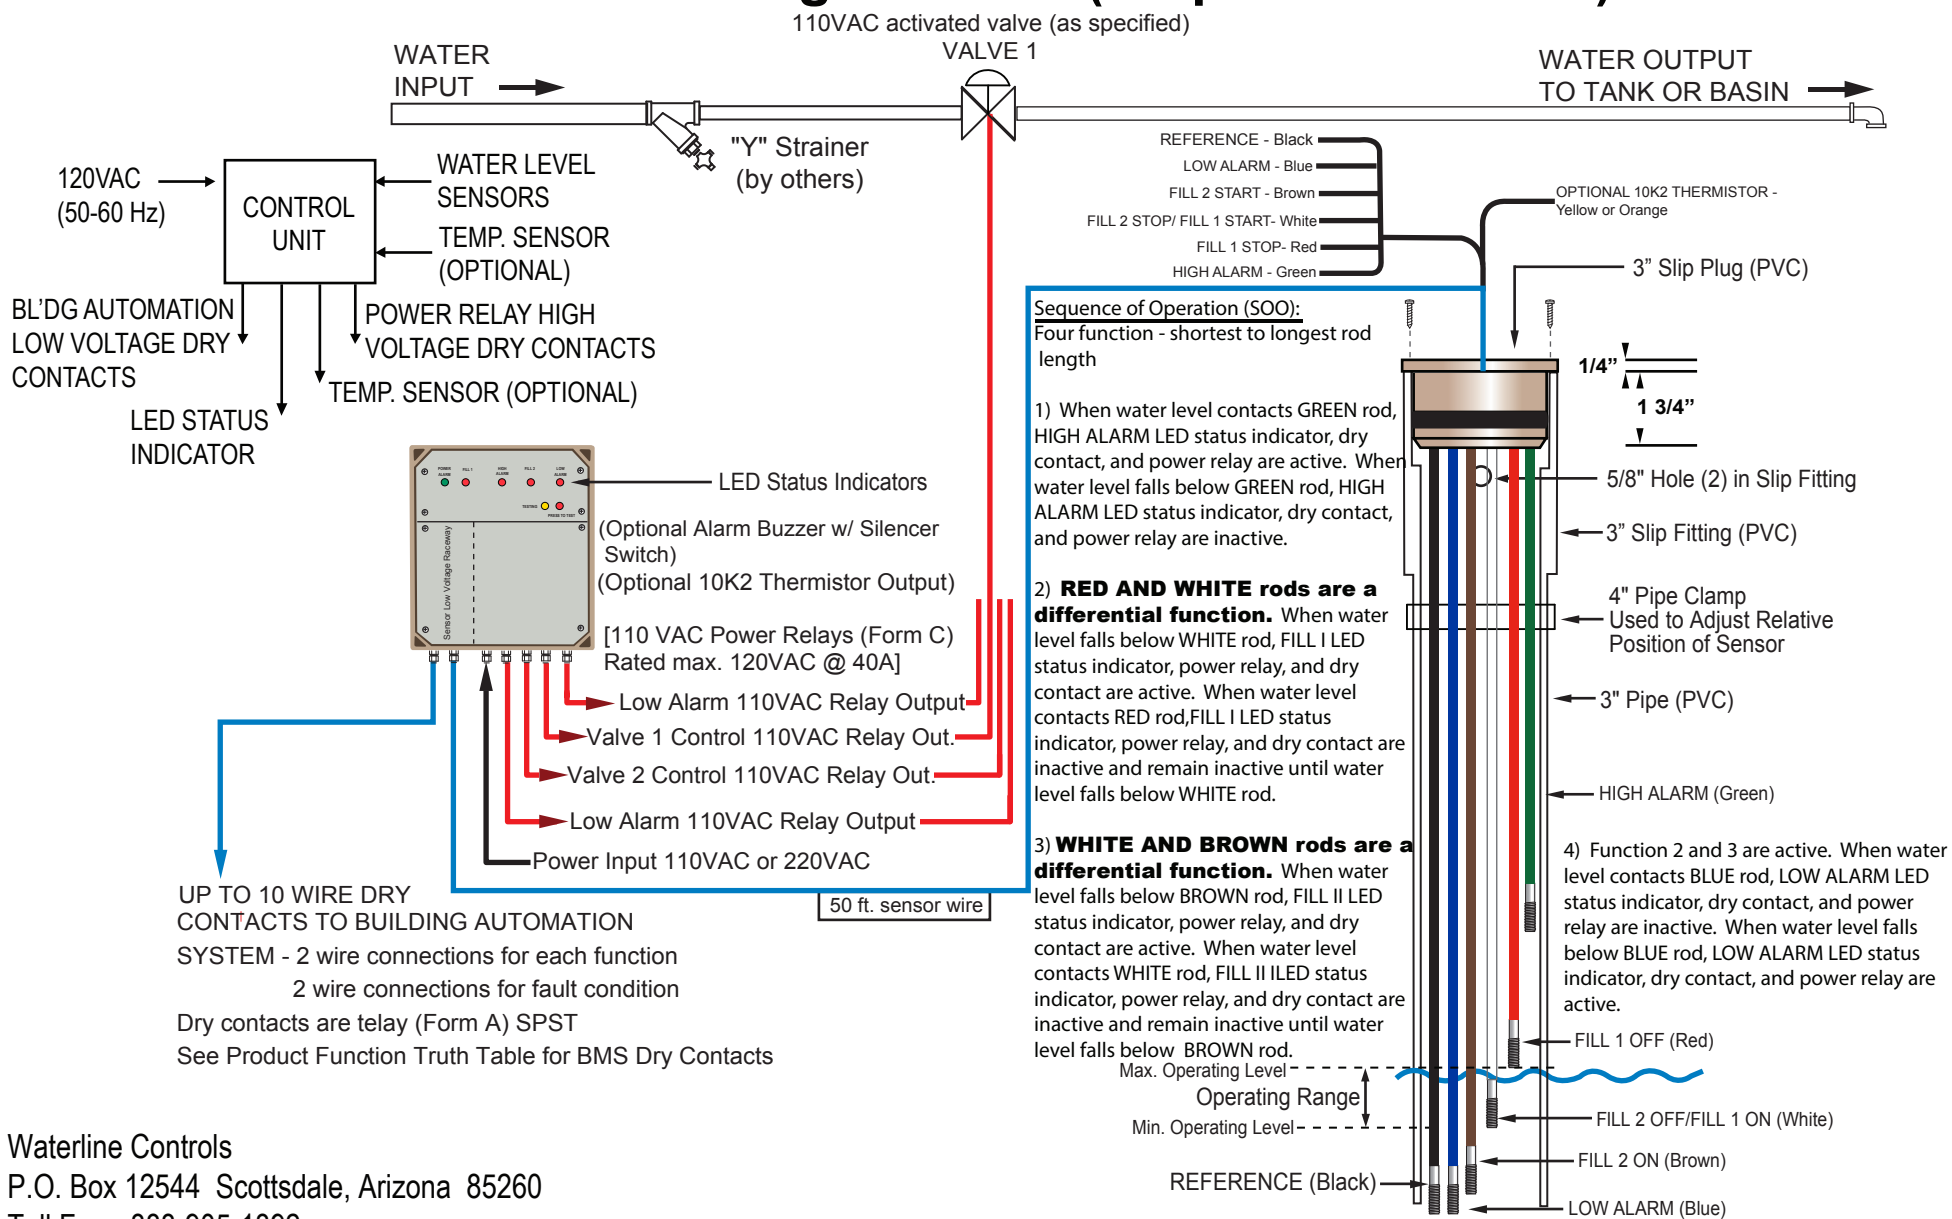 110VAC activated valve (as specified)
VALVE 1
WATER
INPUT
WATER OUTPUT
TO TANK OR BASIN
"Y" Strainer
(by others)
120VAC
(50-60 Hz)
CONTROL
UNIT
WATER LEVEL
SENSORS
TEMP. SENSOR
(OPTIONAL)
BL'DG AUTOMATION
LOW VOLTAGE DRY
CONTACTS
POWER RELAY HIGH
VOLTAGE DRY CONTACTS
TEMP. SENSOR (OPTIONAL)
LED STATUS
INDICATOR
REFERENCE - Black
LOW ALARM - Blue
FILL 2 START - Brown
FILL 2 STOP/ FILL 1 START- White
FILL 1 STOP- Red
HIGH ALARM - Green
OPTIONAL 10K2 THERMISTOR -
Yellow or Orange
3” Slip Plug (PVC)
1/4”
1 3/4”
5/8" Hole (2) in Slip Fitting
3” Slip Fitting (PVC)
4" Pipe Clamp
Used to Adjust Relative
Position of Sensor
3" Pipe (PVC)
HIGH ALARM (Green)
POWER
ALARM
FILL 1
HIGH
ALARM
FILL 2
LOW
ALARM
TESTING
PRESS TO TEST
Sensor Low Voltage Raceway
LED Status Indicators
(Optional Alarm Buzzer w/ Silencer
Switch)
(Optional 10K2 Thermistor Output)
[110 VAC Power Relays (Form C)
Rated max. 120VAC @ 40A]
Low Alarm 110VAC Relay Output
Valve 1 Control 110VAC Relay Out.
Valve 2 Control 110VAC Relay Out.
Low Alarm 110VAC Relay Output
Power Input 110VAC or 220VAC
50 ft. sensor wire
UP TO 10 WIRE DRY
CONTACTS TO BUILDING AUTOMATION
SYSTEM - 2 wire connections for each function
2 wire connections for fault condition
Dry contacts are telay (Form A) SPST
See Product Function Truth Table for BMS Dry Contacts
Sequence of Operation (SOO):
Four function - shortest to longest rod
length
1) When water level contacts GREEN rod,
HIGH ALARM LED status indicator, dry
contact, and power relay are active. When
water level falls below GREEN rod, HIGH
ALARM LED status indicator, dry contact,
and power relay are inactive.
2) RED AND WHITE rods are a
differential function. When water
level falls below WHITE rod, FILL I LED
status indicator, power relay, and dry
contact are active. When water level
contacts RED rod,FILL I LED status
indicator, power relay, and dry contact are
inactive and remain inactive until water
level falls below WHITE rod.
3) WHITE AND BROWN rods are a
differential function. When water
level falls below BROWN rod, FILL II LED
status indicator, power relay, and dry
contact are active. When water level
contacts WHITE rod, FILL II ILED status
indicator, power relay, and dry contact are
inactive and remain inactive until water
level falls below BROWN rod.
4) Function 2 and 3 are active. When water
level contacts BLUE rod, LOW ALARM LED
status indicator, dry contact, and power
relay are inactive. When water level falls
below BLUE rod, LOW ALARM LED status
indicator, dry contact, and power relay are
active.
FILL 1 OFF (Red)
Max. Operating Level
Operating Range
Min. Operating Level
FILL 2 OFF/FILL 1 ON (White)
FILL 2 ON (Brown)
REFERENCE (Black)
LOW ALARM (Blue)
Waterline Controls
P.O. Box 12544 Scottsdale, Arizona 85260